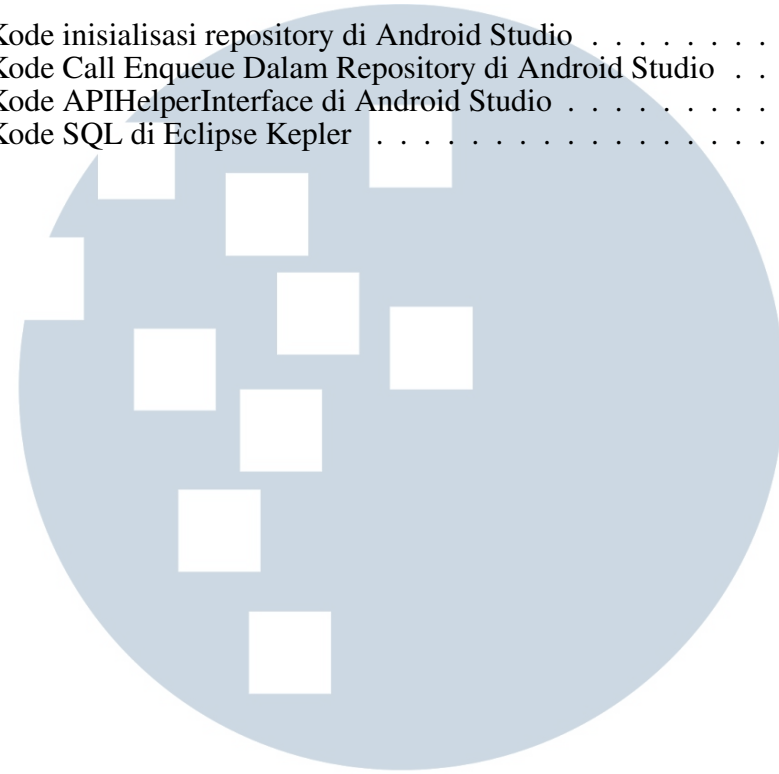 Kode inisialisasi repository di Android Studio . . . . . . . .
Kode Call Enqueue Dalam Repository di Android Studio . .
Kode APIHelperInterface di Android Studio . . . . . . . . .
Kode SQL di Eclipse Kepler . . . . . . . . . . . . . . . . .